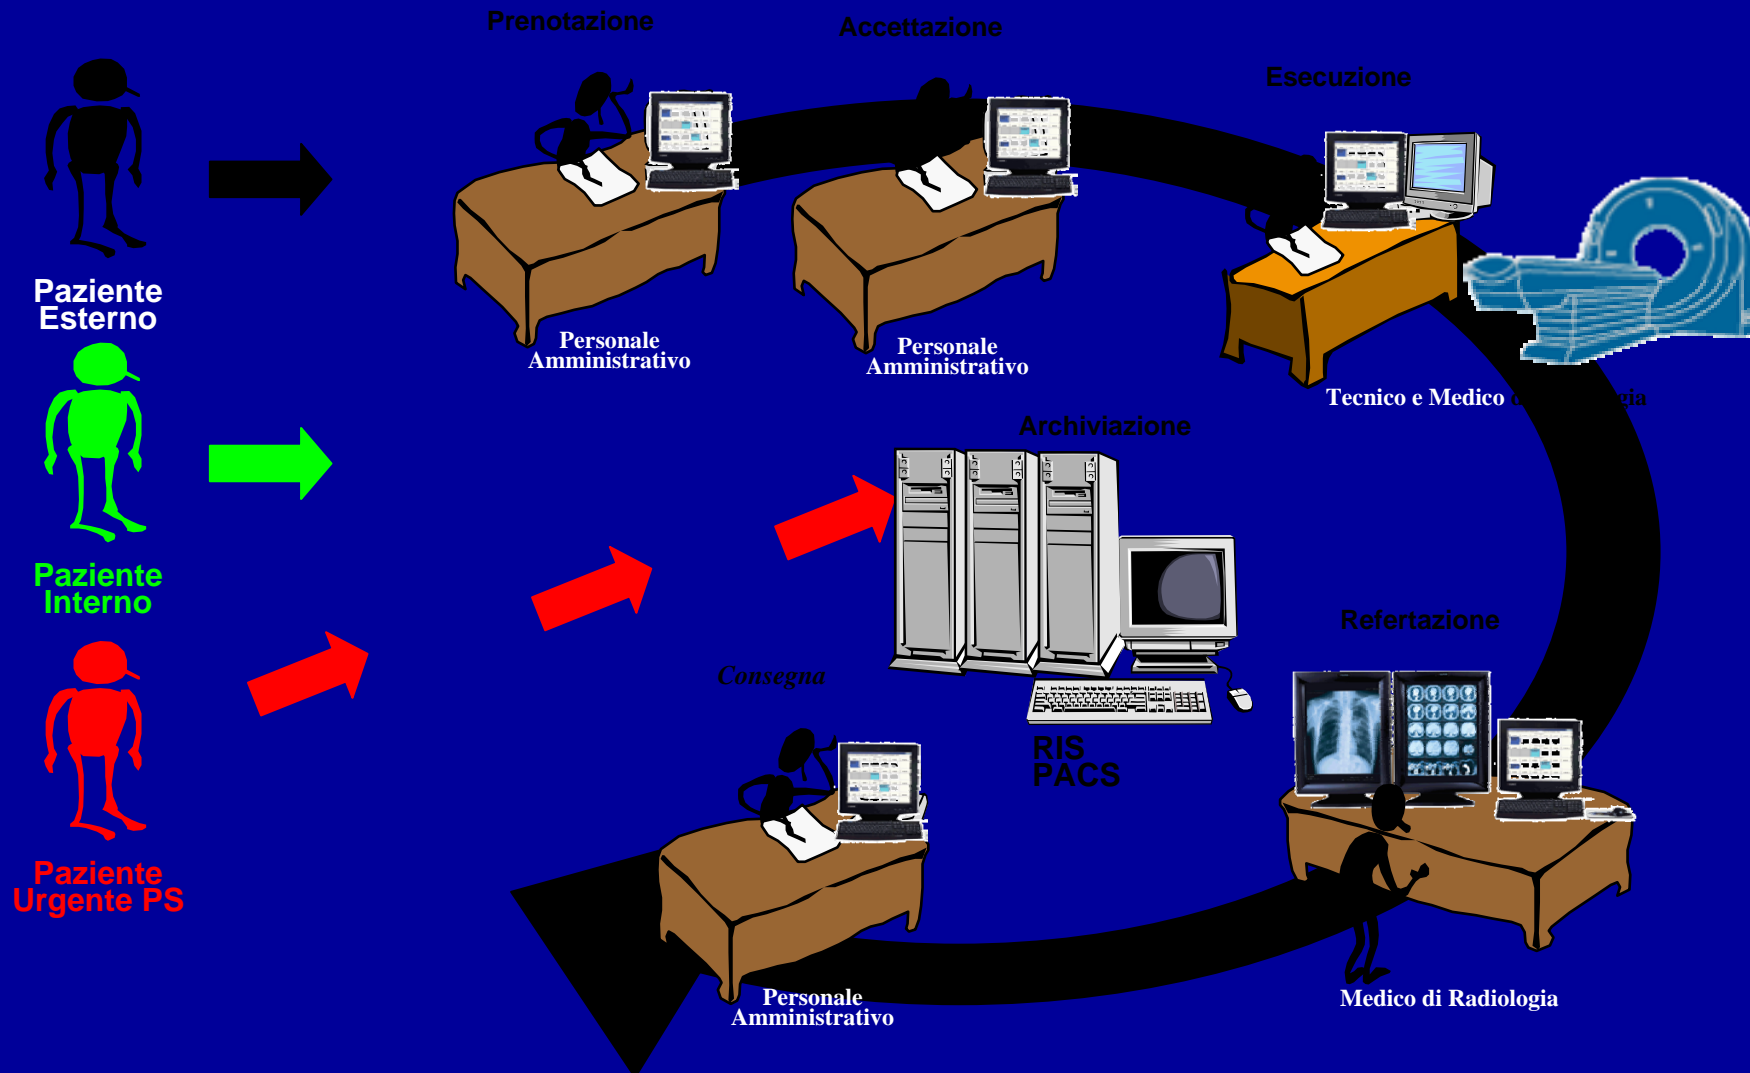 Prenotazione
Accettazione
Esecuzione
Paziente
Esterno
Personale
Amministrativo
Personale
Amministrativo
Tecnico e Medico
Archiviazione
Paziente
Interno
Refertazione
Consegna
RIS
PACS
Paziente
Urgente PS
Personale
Amministrativo
Medico di Radiologia